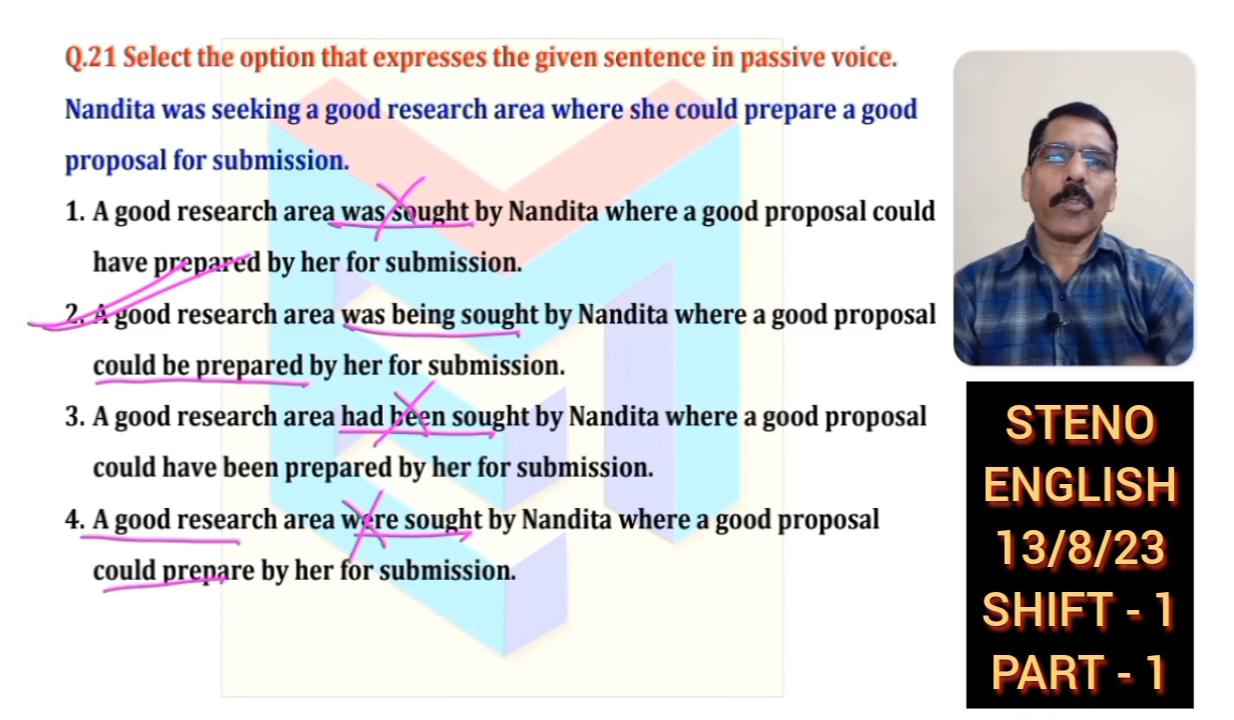 Q.21 Select the option that expresses the given sentence in passive voice.
Nandita was seeking a good research area where she could prepare a good
proposal for submission.
1. A good research area was sought by Nandita where a good proposal could
have prepared by her for submission.
2. A good research area was being sought by Nandita where a good proposal
could be prepared by her for submission.
3. A good research area had been sought by Nandita where a good proposal
could have been prepared by her for submission.
4. A good research area were sought by Nandita where a good proposal
could prepare by her for submission.
STENO
ENGLISH
13/8/23
SHIFT - 1
PART - 1